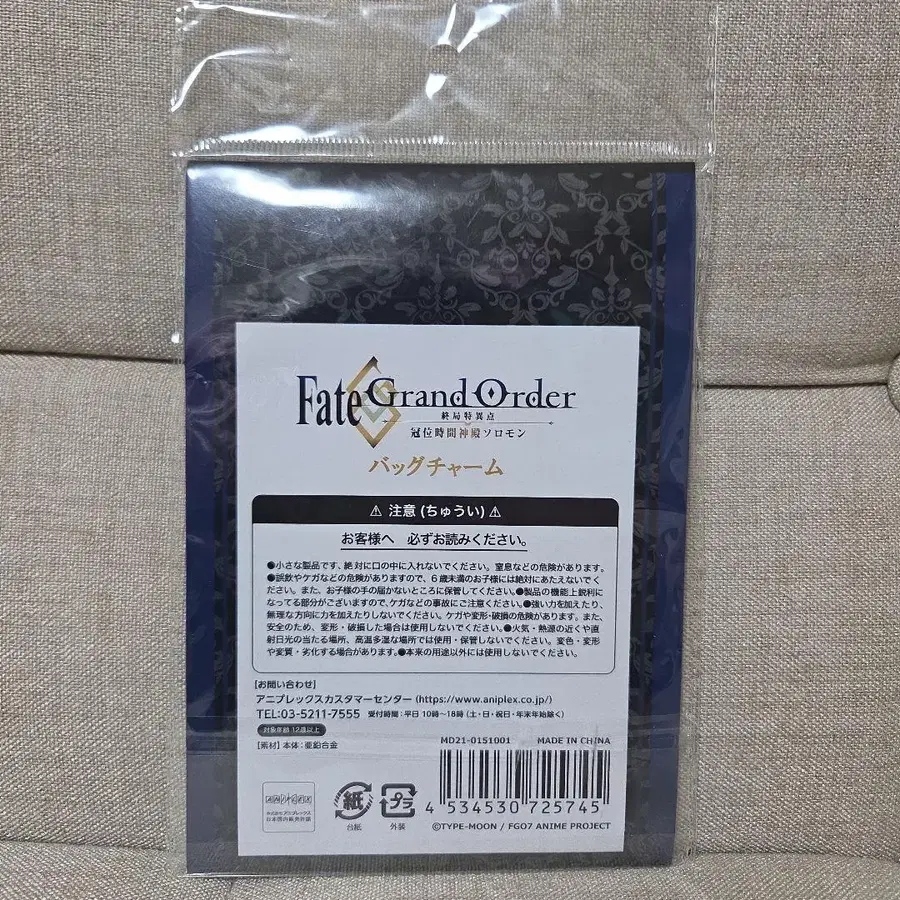 Fate Grand Order
終局特異点
冠位時間神殿ソロモン
バッグチャーム
⚠ 注意 (ちゅうい) ⚠
お客様へ 必ずお読みください。
●小さな製品です、絶対に口の中に入れないでください。窒息などの危険があります。
●誤飲やケガなどの危険がありますので、6歳未満のお子様には絶対にあたえないでく
ださい。また、お子様の手の届かないところに保管してください。●製品の機能上鋭利に
なってる部分がございますので、ケガなどの事故にご注意ください。●強い力を加えたり、
無理な方向に力を加えたりしないでください。ケガや変形・破損の危険があります。また、
安全のため、変形・破損した場合は使用しないでください。●火気・熱源の近くや直
射日光の当たる場所、高温多湿な場所では使用・保管しないでください。変色・変形
や変質・劣化する場合があります。●本来の用途以外には使用しないでください。
【お問い合わせ】
アニプレックスカスタマーセンター (https://www.aniplex.co.jp/)
TEL:03-5211-7555 受付時間:平日 10時~18時 (土・日・祝日・年末年始除く)
対象年齢 12歳以上
【素材】本体:亜鉛合金
MD21-0151001 MADE IN CHINA
ANIPLEX
株式会社アニプレックス
日本国内販売許諾
紙
台紙
プラ
外装
4 534530 725745
©TYPE-MOON / FGO7 ANIME PROJECT